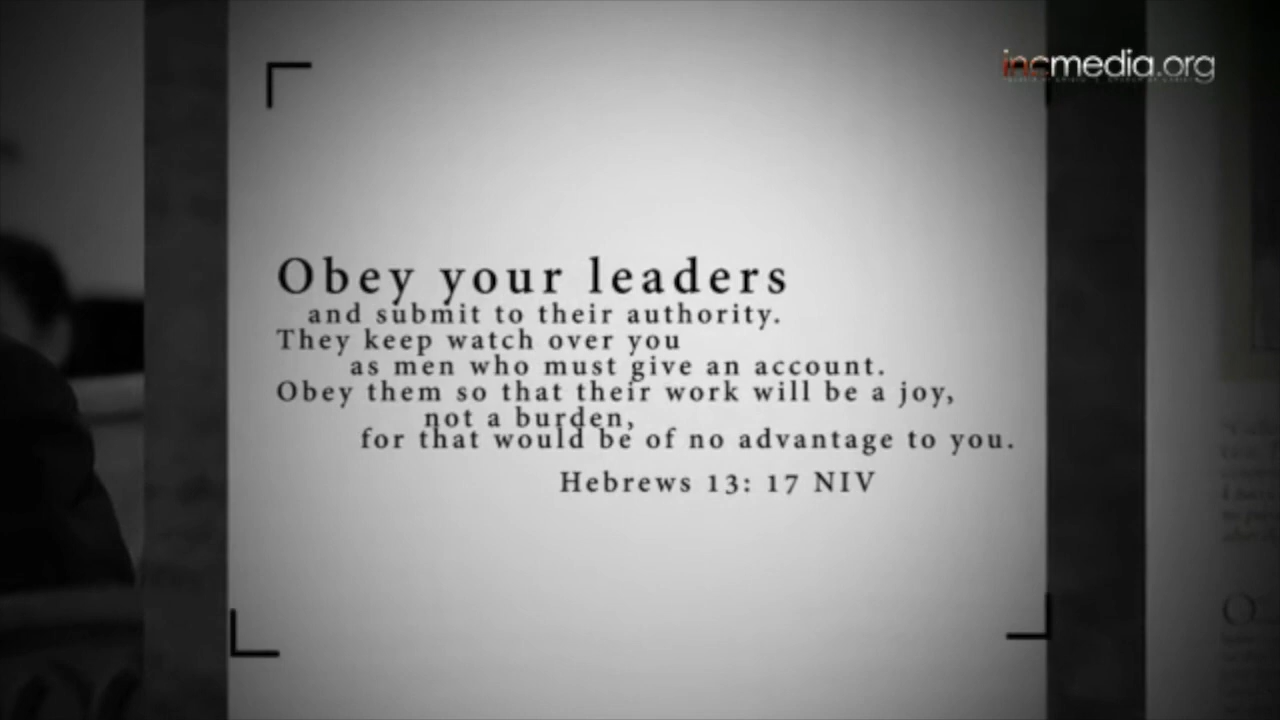 incmedia.org
Obey your leaders
and submit to their authority.
They keep watch over you
as men who must give an account.
Obey them so that their work will be a joy,
not a burden,
for that would be of no advantage to you.
Hebrews 13: 17 NIV